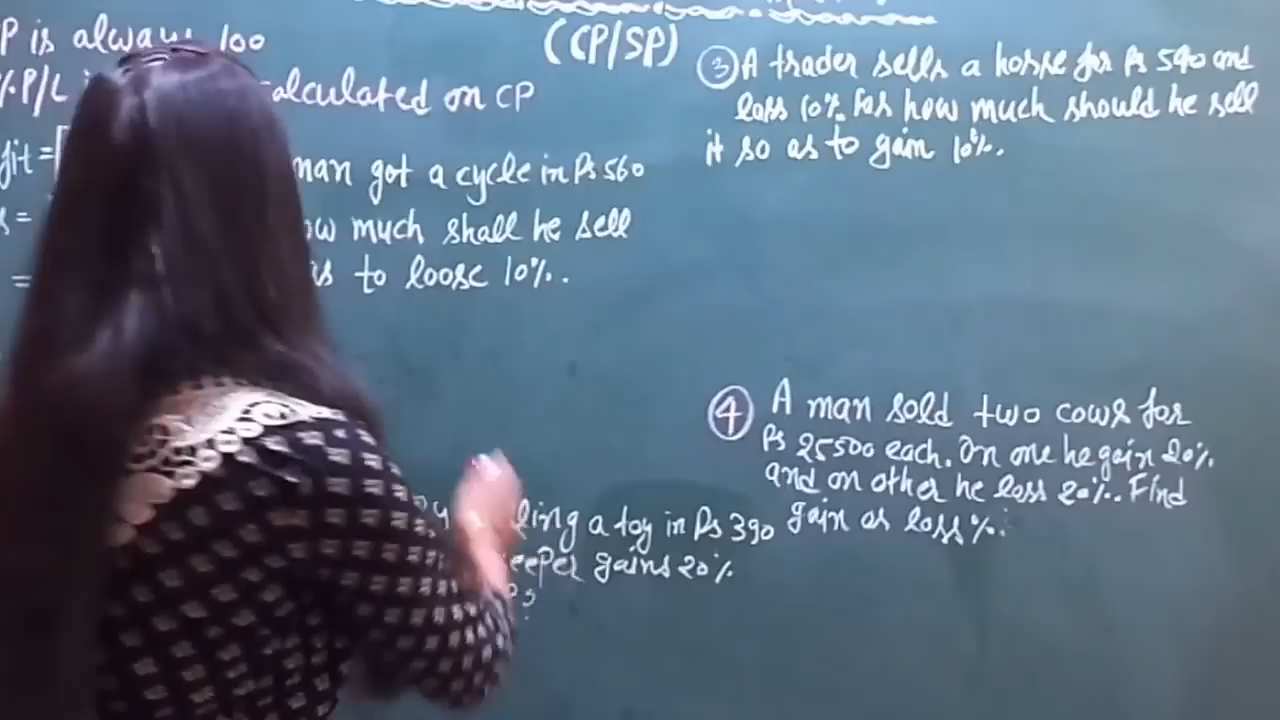 P is always 100
(CP/SP)
%P/L calculated on CP
fit = [
man got a cycle in Rs 560
ow much shall he sell
=
is to loose 10%.
ling a toy in Rs 390
eeper gains 20%
③ A trader sells a horse for Rs 540 and
loss 10%. For how much should he sell
it so as to gain 10%.
④ A man sold two cows for
Rs 25500 each. On one he gain 20%.
and on other he loss 20%. Find
gain or loss %.